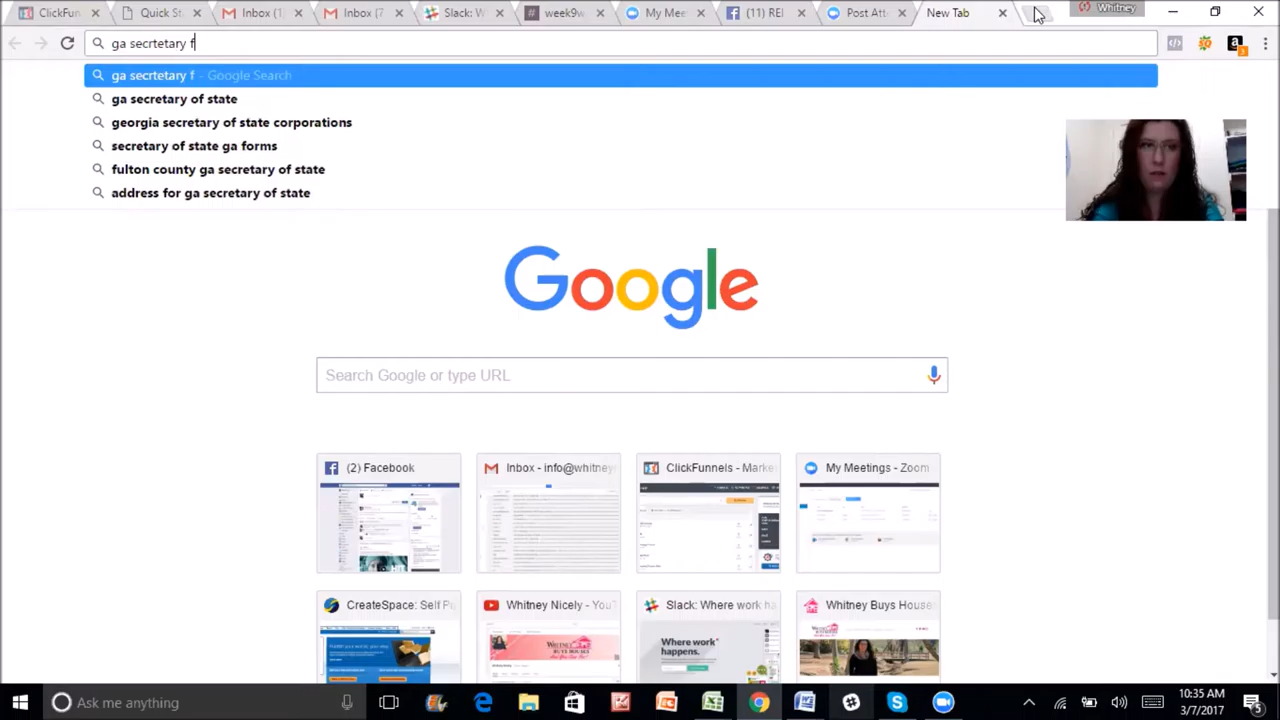 ClickFun
Quick St
Inbox (1)
Inbox (7
Slack: W
week9w
My Mee
(11) REI
Post Att
New Tab
Whitney
ga secrtetary f
ga secrtetary f - Google Search
ga secretary of state
georgia secretary of state corporations
secretary of state ga forms
fulton county ga secretary of state
address for ga secretary of state
Google
Search Google or type URL
(2) Facebook
Inbox - info@whitney
ClickFunnels - Marke
My Meetings - Zoom
CreateSpace: Self Pu
Whitney Nicely - YouT
Slack: Where work ha
Whitney Buys House
Where work
happens.
Ask me anything
10:35 AM
3/7/2017